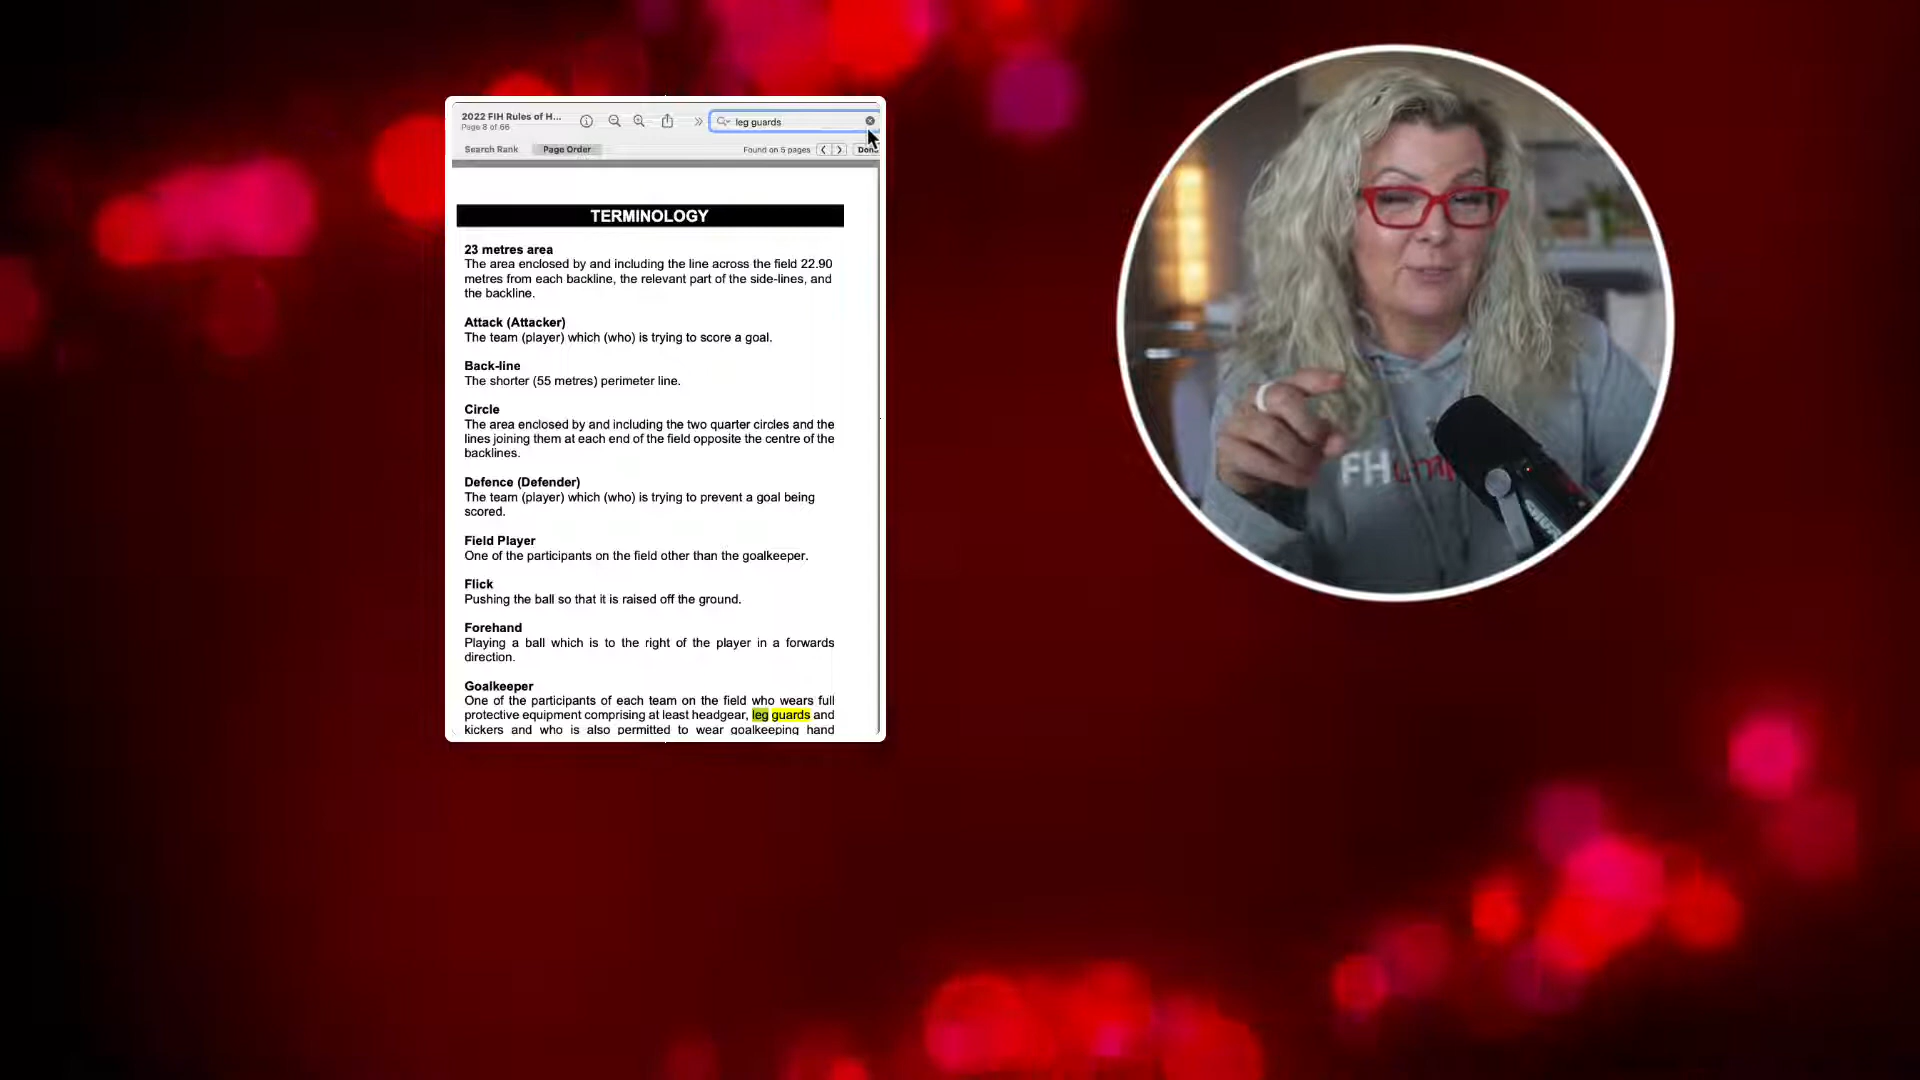 2022 FIH Rules of H...
Page 8 of 66
leg guards
Search Rank
Page Order
Found on 5 pages
TERMINOLOGY
23 metres area
The area enclosed by and including the line across the field 22.90
metres from each backline, the relevant part of the side-lines, and
the backline.
Attack (Attacker)
The team (player) which (who) is trying to score a goal.
Back-line
The shorter (55 metres) perimeter line.
Circle
The area enclosed by and including the two quarter circles and the
lines joining them at each end of the field opposite the centre of the
backlines.
Defence (Defender)
The team (player) which (who) is trying to prevent a goal being
scored.
Field Player
One of the participants on the field other than the goalkeeper.
Flick
Pushing the ball so that it is raised off the ground.
Forehand
Playing a ball which is to the right of the player in a forwards
direction.
Goalkeeper
One of the participants of each team on the field who wears full
protective equipment comprising at least headgear, leg guards and
kickers and who is also permitted to wear goalkeeping hand
FH